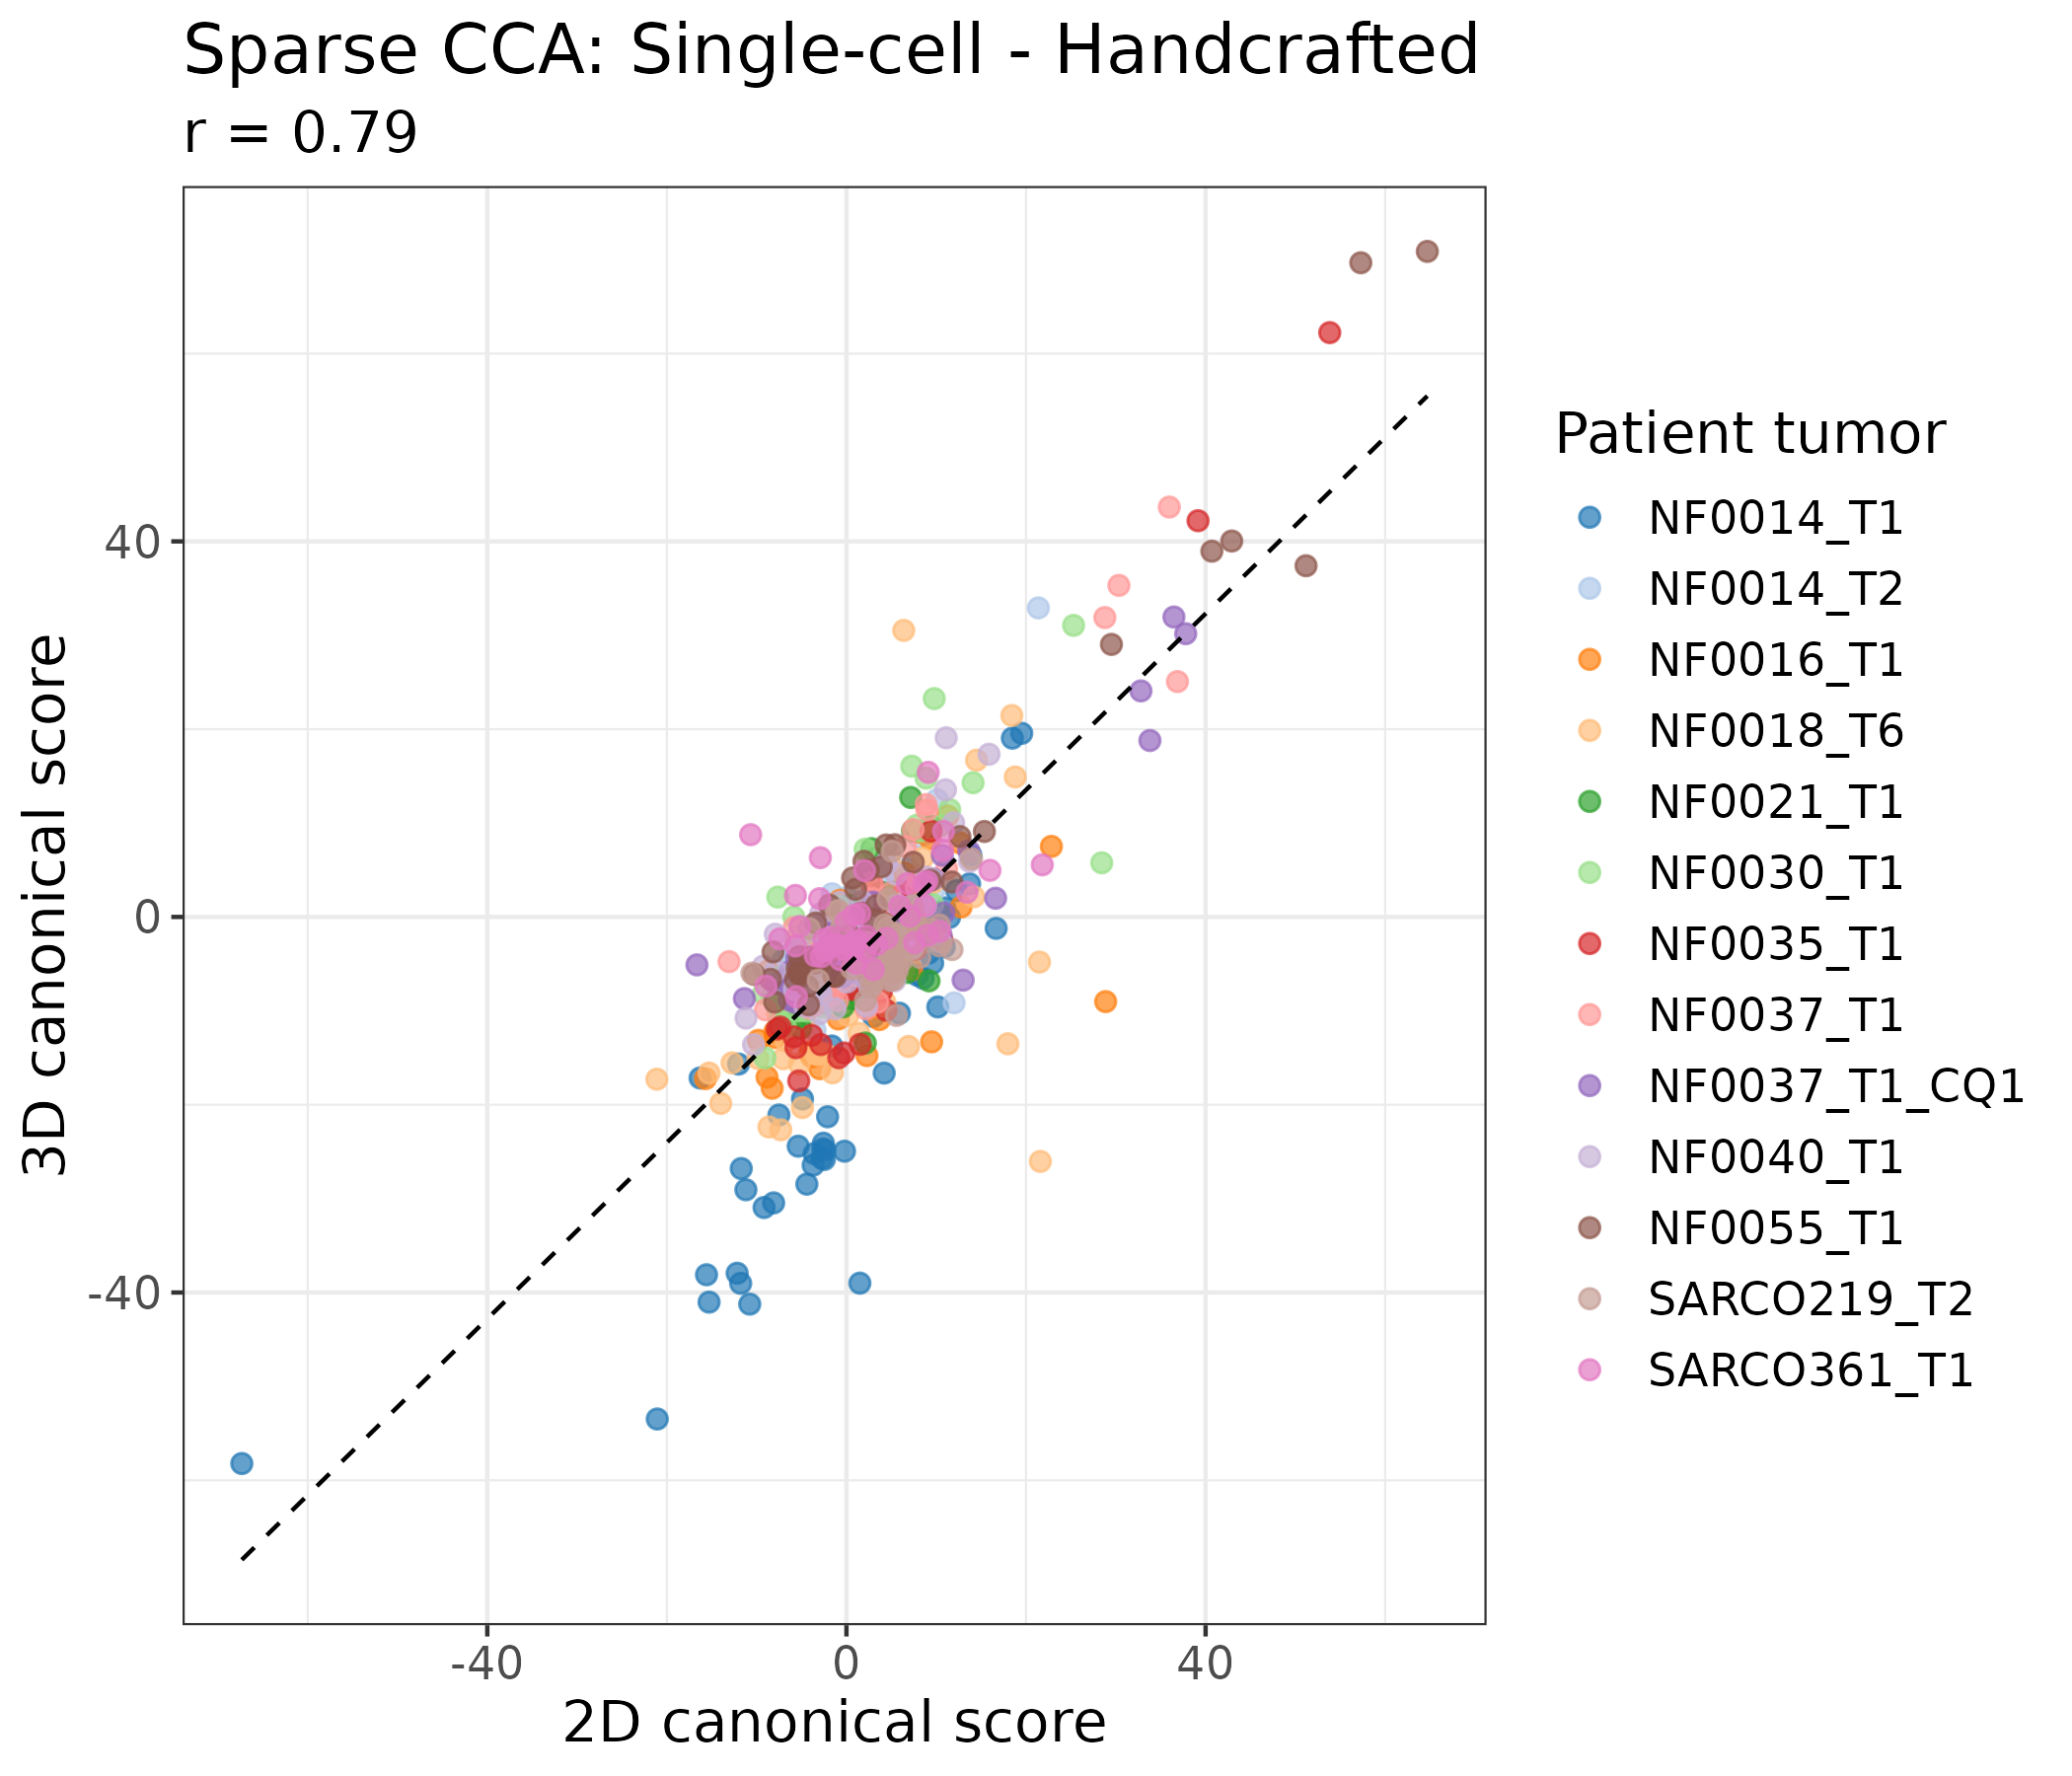 Sparse CCA: Single-cell - Handcrafted
r = 0.79
3D canonical score
40
0
-40
-40
0
40
2D canonical score
Patient tumor
NF0014_T1
NF0014_T2
NF0016_T1
NF0018_T6
NF0021_T1
NF0030_T1
NF0035_T1
NF0037_T1
NF0037_T1_CQ1
NF0040_T1
NF0055_T1
SARCO219_T2
SARCO361_T1